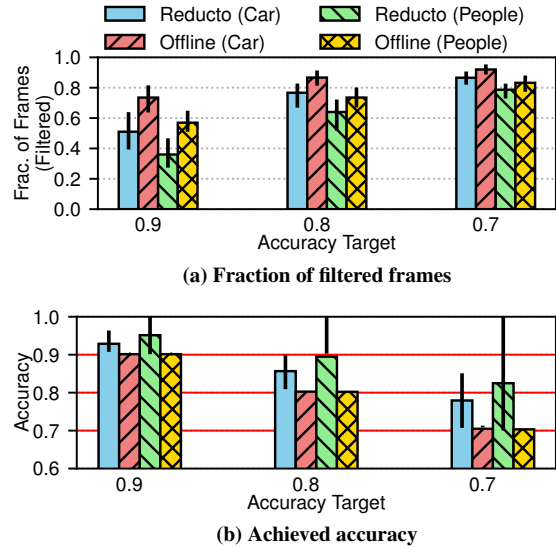 Reducto (Car) Reducto (People)
Offline (Car) Offline (People)
Frac. of Frames
(Filtered)
1.0
0.8
0.6
0.4
0.2
0.0
0.9 0.8 0.7
Accuracy Target
(a) Fraction of filtered frames
Accuracy
1.0
0.9
0.8
0.7
0.6
0.9 0.8 0.7
Accuracy Target
(b) Achieved accuracy